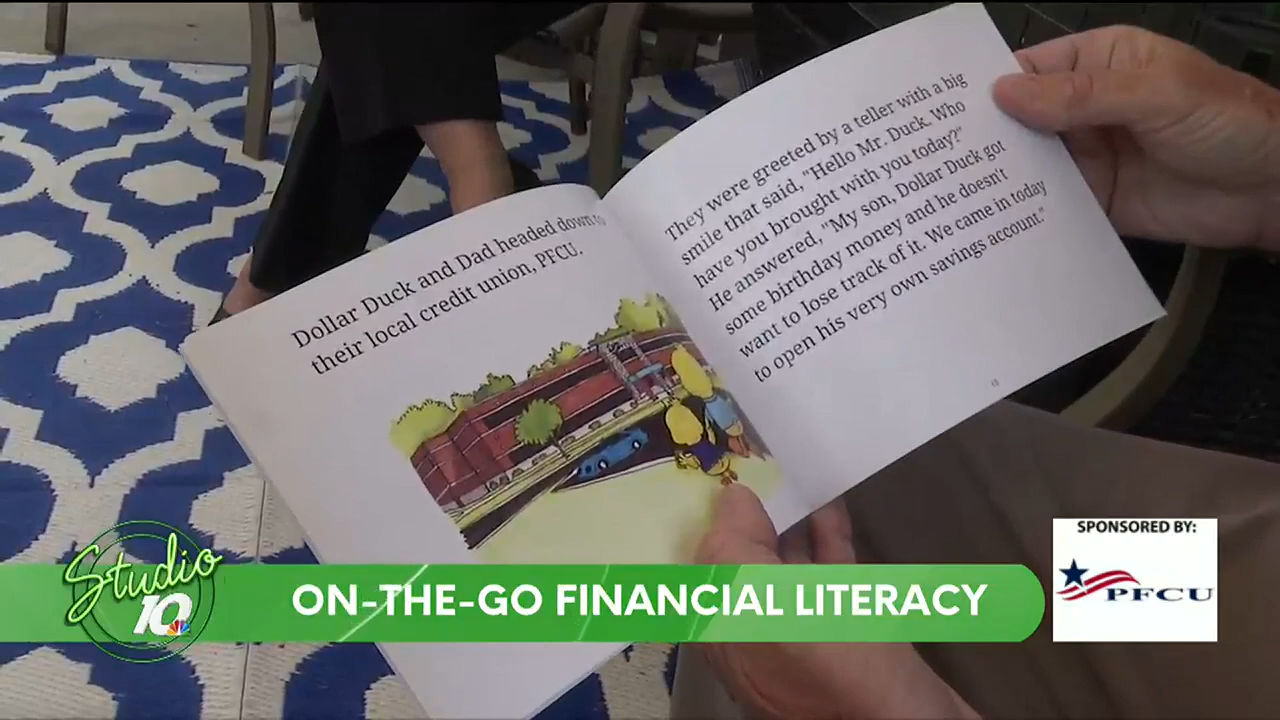 Dollar Duck and Dad headed down to
their local credit union, PFCU.
They were greeted by a teller with a big
smile that said, "Hello Mr. Duck. Who
have you brought with you today?"
He answered, "My son, Dollar Duck got
some birthday money and he doesn't
want to lose track of it. We came in today
to open his very own savings account."
13
Studio
10
ON-THE-GO FINANCIAL LITERACY
SPONSORED BY:
PFCU